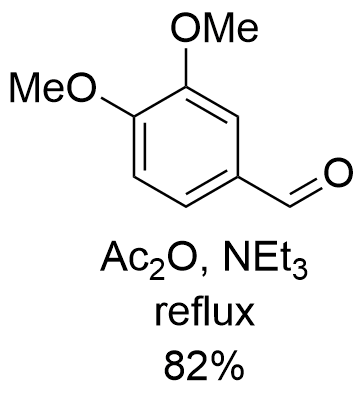 OMe
MeO
O
Ac₂O, NEt₃
reflux
82%